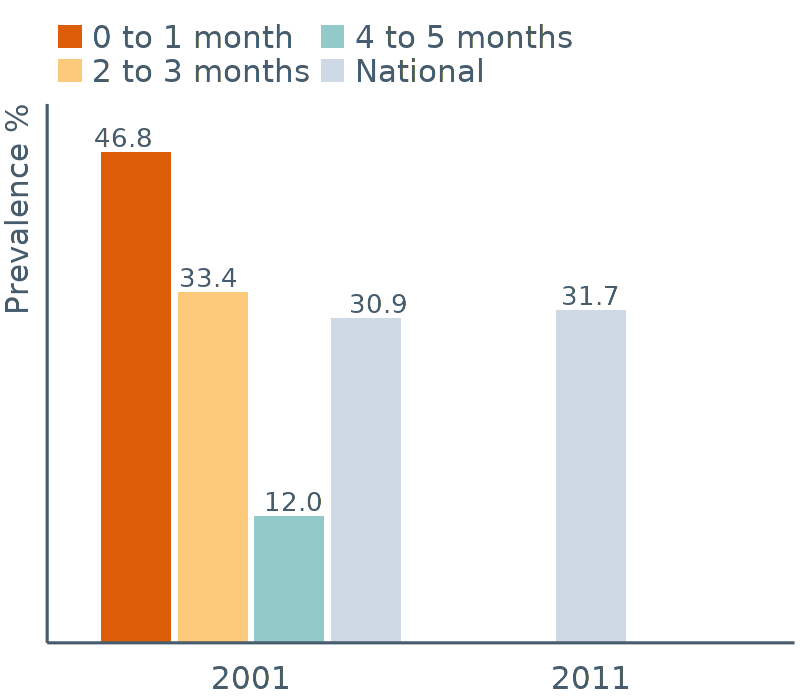 0 to 1 month
4 to 5 months
2 to 3 months
National
Prevalence %
46.8
33.4
12.0
30.9
31.7
2001
2011